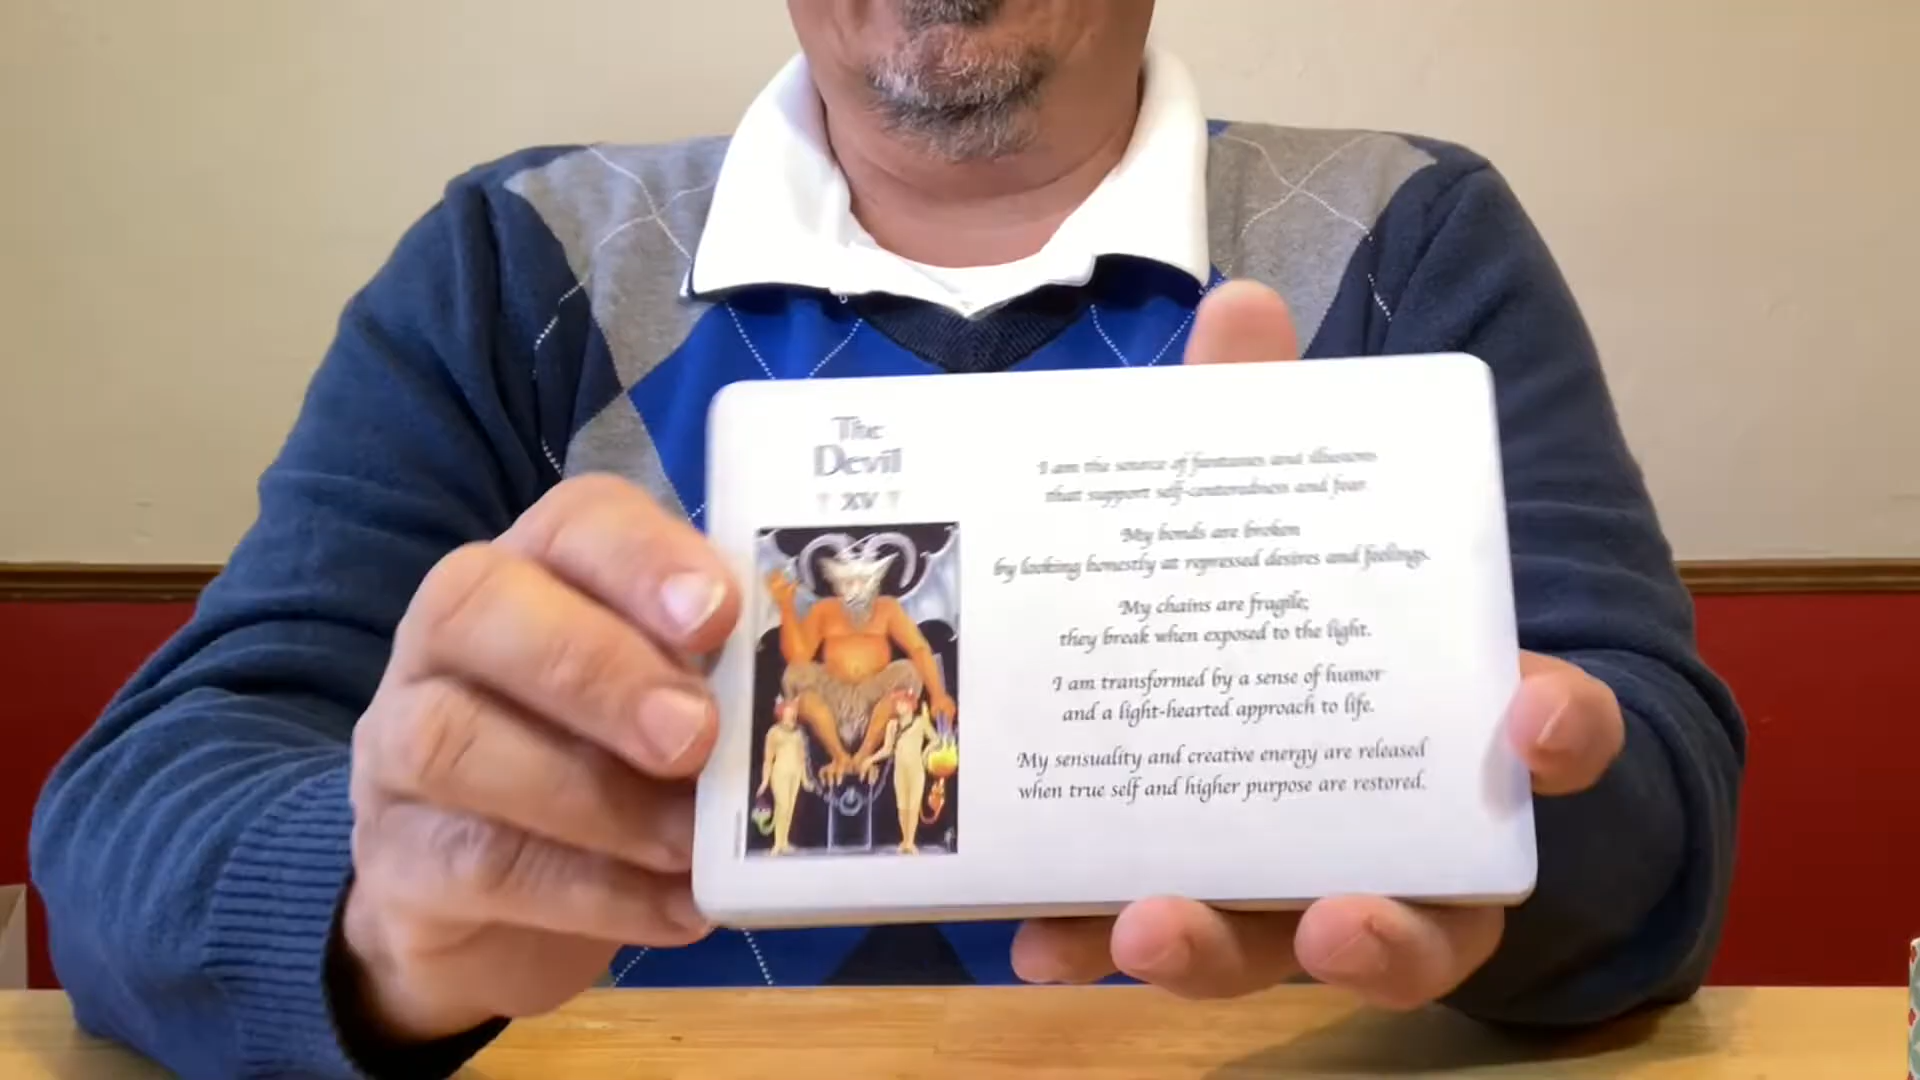 The
Devil
XV
I am the source of fantasies and illusions
that support self-centeredness and fear.
My bonds are broken
by looking honestly at repressed desires and feelings.
My chains are fragile;
they break when exposed to the light.
I am transformed by a sense of humor
and a light-hearted approach to life.
My sensuality and creative energy are released
when true self and higher purpose are restored.